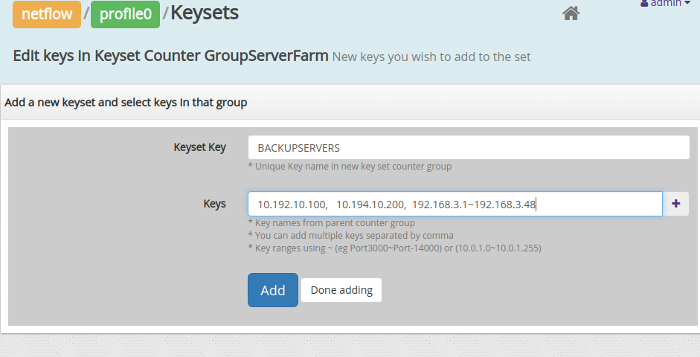 netflow / profile0 / Keysets
admin
Edit keys in Keyset Counter GroupServerFarm New keys you wish to add to the set
Add a new keyset and select keys in that group
Keyset Key BACKUPSERVERS
* Unique Key name in new key set counter group
Keys 10.192.10.100, 10.194.10.200, 192.168.3.1~192.168.3.48 +
* Key names from parent counter group
* You can add multiple keys separated by comma
* Key ranges using ~ (eg Port3000~Port-14000) or (10.0.1.0~10.0.1.255)
Add Done adding